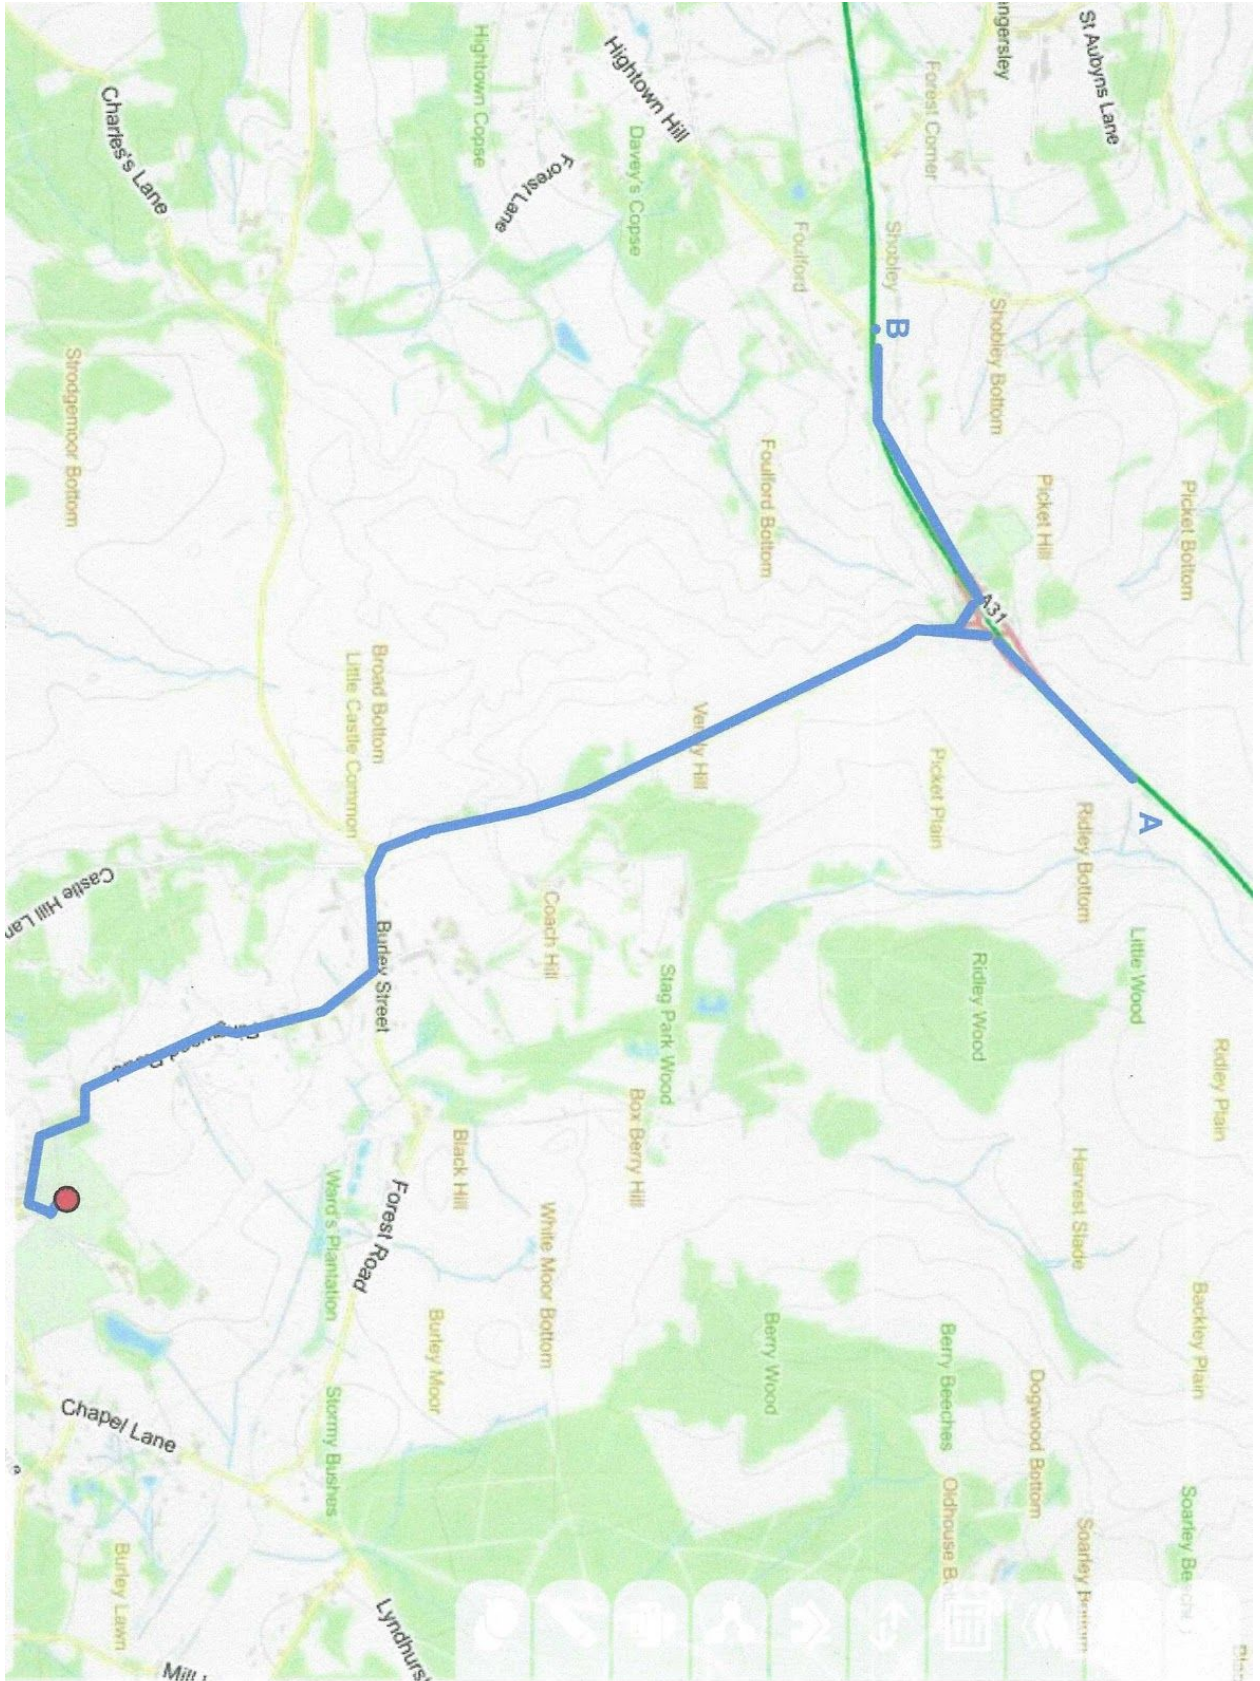 St Aubyns Lane
ngersley
Forest Corner
Hightown Hill
Hightown Copse
Charles's Lane
Forest Lane
Davey's Copse
Foulford
Shobley
B
Shobley Bottom
Picket Bottom
Picket Hill
Foulford Bottom
Strodgemoor Bottom
A31
Broad Bottom
Little Castle Common
Picket Plain
Ridley Bottom
A
Castle Hill Lan
Coach Hill
Burley Street
Stag Park Wood
Ridley Wood
Little Wood
Ridley Plain
Box Berry Hill
Black Hill
Ward's Plantation
Forest Road
White Moor Bottom
Harvest Slade
Backley Plain
Burley Moor
Berry Wood
Berry Beeches
Dogwood Bottom
Stormy Bushes
Chapel Lane
Oldhouse B
Soarley Bottom
Burley Lawn
Lyndhurst
Mill